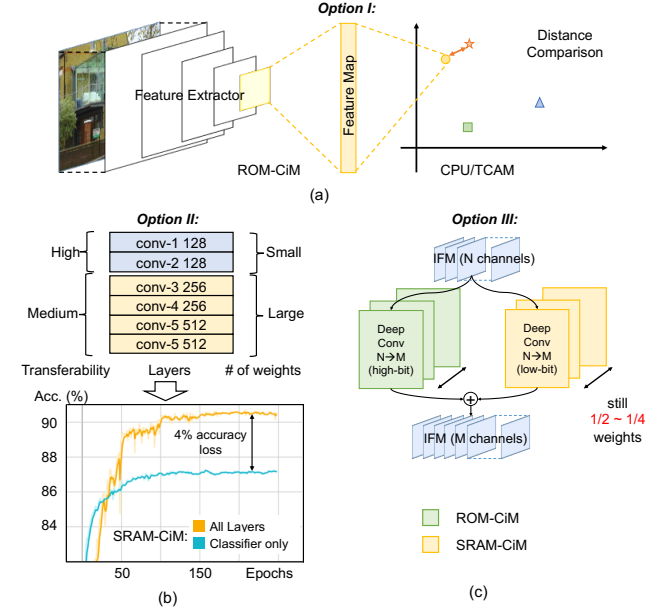 Option I:
Feature Extractor
Feature Map
Distance
Comparison
ROM-CiM
CPU/TCAM
(a)
Option II:
High
conv-1 128
conv-2 128
Small
Medium
conv-3 256
conv-4 256
conv-5 512
conv-5 512
Large
Transferability
Layers
# of weights
Acc. (%)
90
88
86
84
4% accuracy
loss
SRAM-CiM:
All Layers
Classifier only
50
150
Epochs
(b)
Option III:
IFM (N channels)
Deep
Conv
N→M
(high-bit)
Deep
Conv
N→M
(low-bit)
IFM (M channels)
still
1/2 ~ 1/4
weights
ROM-CiM
SRAM-CiM
(c)